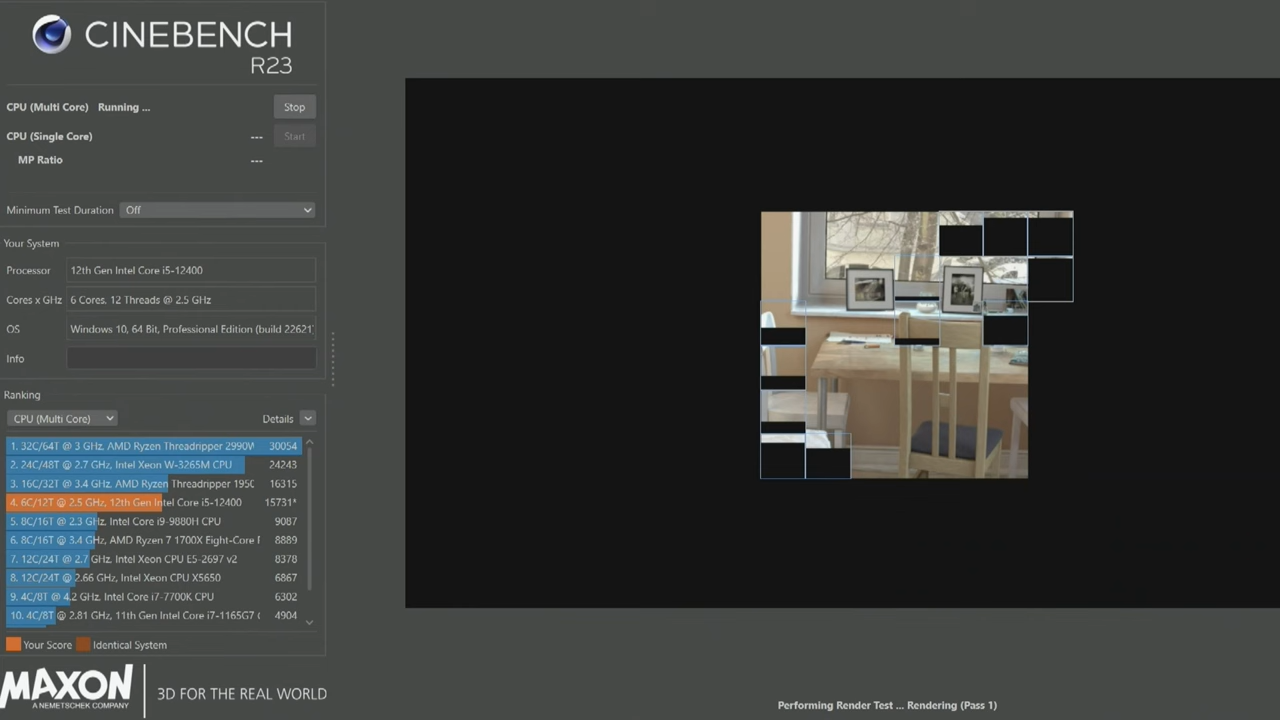 CINEBENCH
R23
CPU (Multi Core) Running ... Stop
CPU (Single Core) --- Start
MP Ratio ---
Minimum Test Duration Off
Your System
Processor 12th Gen Intel Core i5-12400
Cores x GHz 6 Cores, 12 Threads @ 2.5 GHz
OS Windows 10, 64 Bit, Professional Edition (build 22621
Info
Ranking
CPU (Multi Core) Details
1. 32C/64T @ 3 GHz, AMD Ryzen Threadripper 2990W 30054
2. 24C/48T @ 2.7 GHz, Intel Xeon W-3265M CPU 24243
3. 16C/32T @ 3.4 GHz, AMD Ryzen Threadripper 195 16315
4. 6C/12T @ 2.5 GHz, 12th Gen Intel Core i5-12400 15731*
5. 8C/16T @ 2.3 GHz, Intel Core i9-9880H CPU 9087
6. 8C/16T @ 3.4 GHz, AMD Ryzen 7 1700X Eight-Core 8889
7. 12C/24T @ 2.7 GHz, Intel Xeon CPU E5-2697 v2 8378
8. 12C/24T @ 2.66 GHz, Intel Xeon CPU X5650 6867
9. 4C/8T @ 4.2 GHz, Intel Core i7-7700K CPU 6302
10. 4C/8T @ 2.81 GHz, 11th Gen Intel Core i7-1165G7 4904
Your Score Identical System
MAXON
A NEMETSCHEK COMPANY
3D FOR THE REAL WORLD
Performing Render Test ... Rendering (Pass 1)